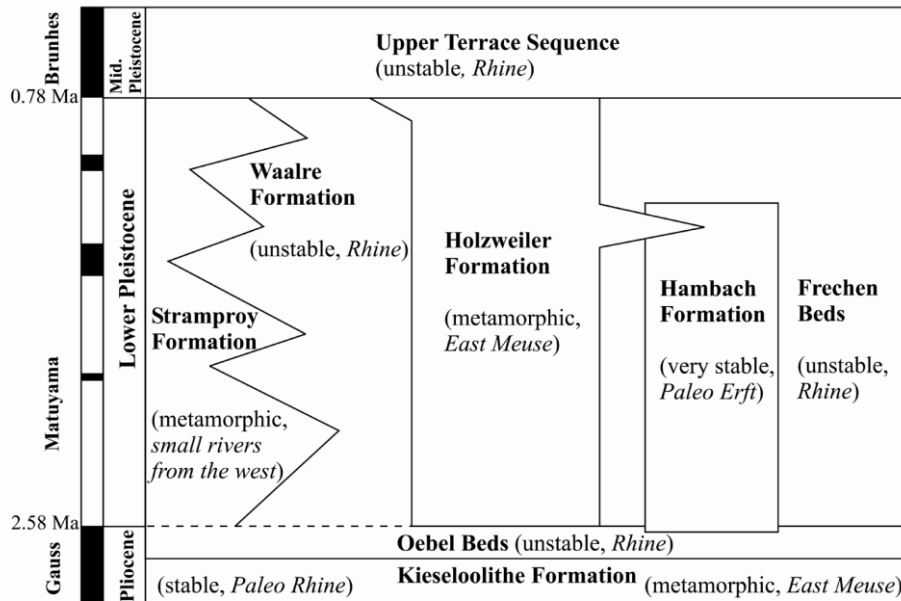 Brunhes
Mid.
Pleistocene
Upper Terrace Sequence
(unstable, Rhine)
0.78 Ma
Matuyama
Lower Pleistocene
Waalre
Formation
(unstable, Rhine)
Stramproy
Formation
(metamorphic,
small rivers
from the west)
Holzweiler
Formation
(metamorphic,
East Meuse)
Hambach
Formation
(very stable,
Paleo Erft)
Frechen
Beds
(unstable,
Rhine)
2.58 Ma
Gauss
Pliocene
Oebel Beds (unstable, Rhine)
Kieseloolithe Formation
(stable, Paleo Rhine)
(metamorphic, East Meuse)